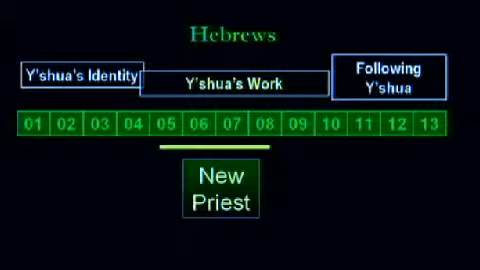 Hebrews
Y'shua's Identity
Y'shua's Work
Following
Y'shua
01 02 03 04 05 06 07 08 09 10 11 12 13
New
Priest